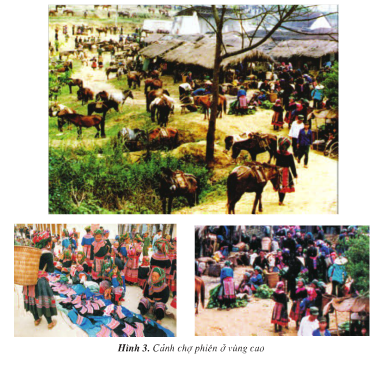 Hình 3. Cảnh chợ phiên ở vùng cao